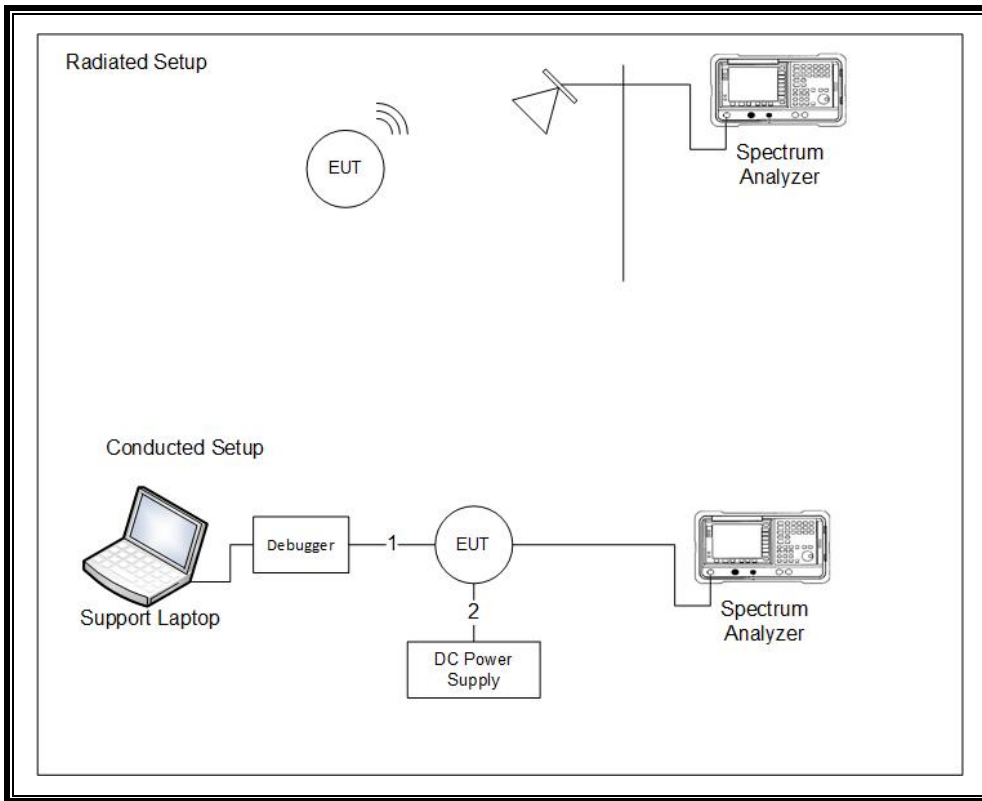 Radiated Setup
EUT
Spectrum
Analyzer
Conducted Setup
Support Laptop
Debugger
1
EUT
2
DC Power
Supply
Spectrum
Analyzer